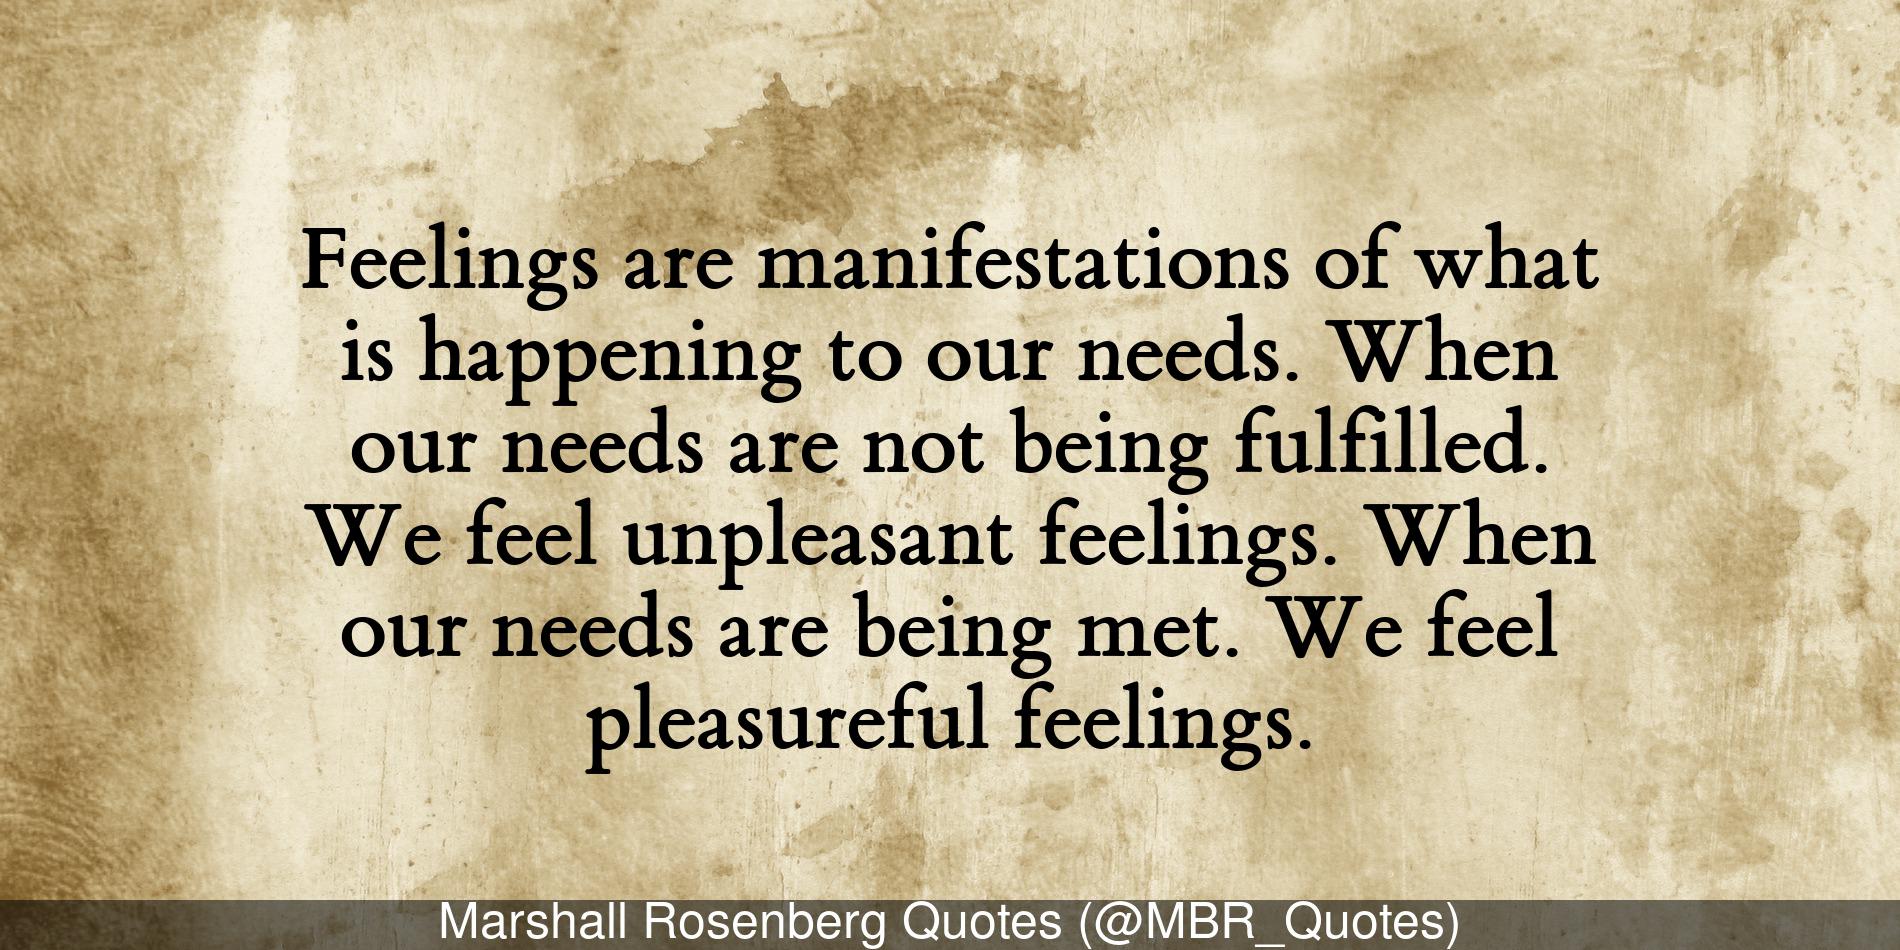 Feelings are manifestations of what
is happening to our needs. When
our needs are not being fulfilled.
We feel unpleasant feelings. When
our needs are being met. We feel
pleasureful feelings.
Marshall Rosenberg Quotes (@MBR_Quotes)